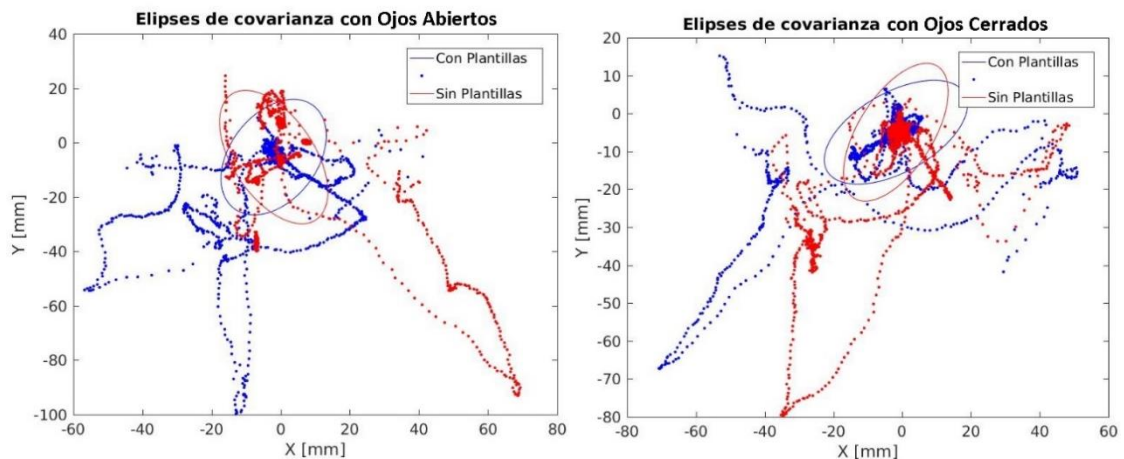 Elipses de covarianza con Ojos Abiertos
40
20
0
-20
-40
-60
-80
-100
Y [mm]
-60 -40 -20 0 20 40 60 80
X [mm]
Con Plantillas
Sin Plantillas
Elipses de covarianza con Ojos Cerrados
20
10
0
-10
-20
-30
-40
-50
-60
-70
-80
Y [mm]
-80 -60 -40 -20 0 20 40 60
X [mm]
Con Plantillas
Sin Plantillas